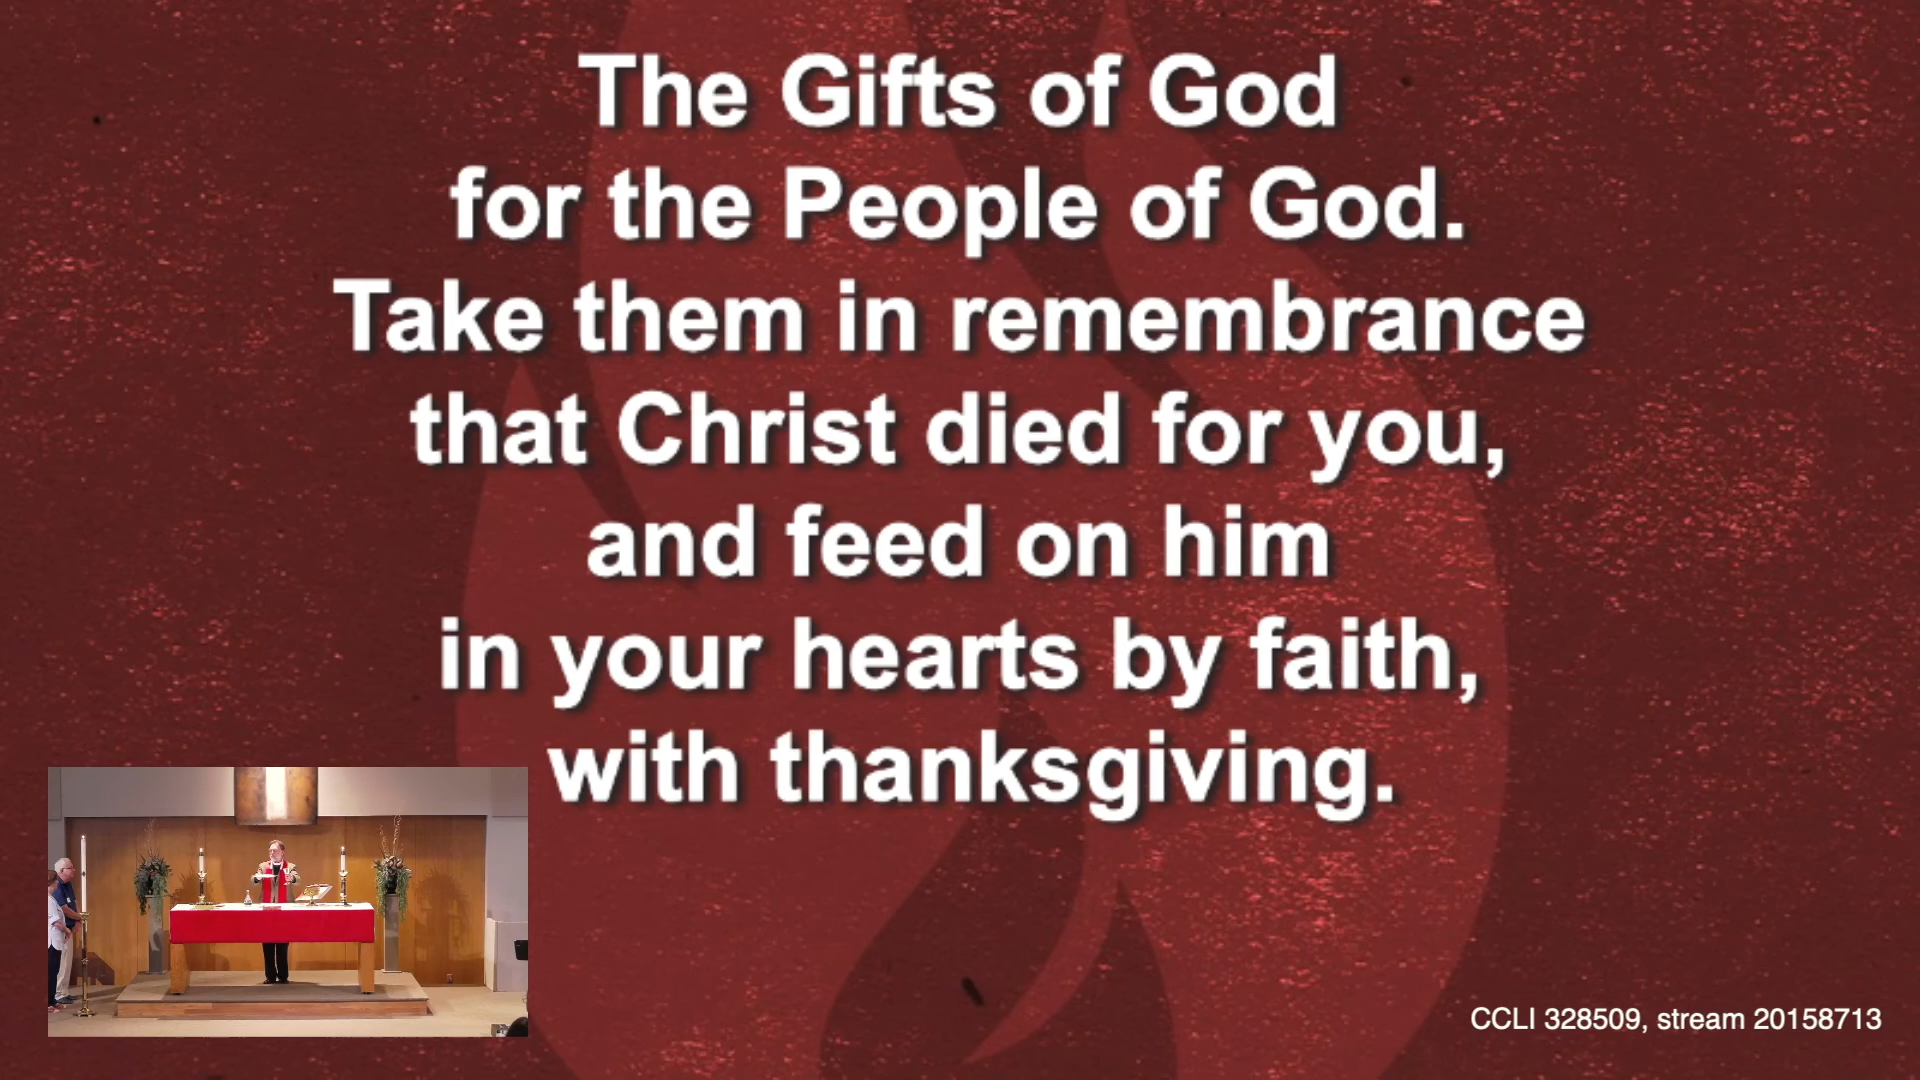 The Gifts of God
for the People of God.
Take them in remembrance
that Christ died for you,
and feed on him
in your hearts by faith,
with thanksgiving.
CCLI 328509, stream 20158713